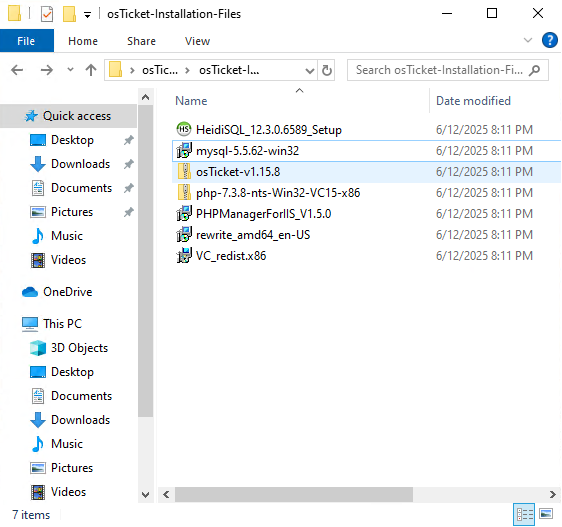 osTicket-Installation-Files
File Home Share View
osTic... osTicket-I... Search osTicket-Installation-Fi...
Name Date modified
Quick access
Desktop
Downloads
Documents
Pictures
Music
Videos
OneDrive
This PC
3D Objects
Desktop
Documents
Downloads
Music
Pictures
Videos
HeidiSQL_12.3.0.6589_Setup 6/12/2025 8:11 PM
mysql-5.5.62-win32 6/12/2025 8:11 PM
osTicket-v1.15.8 6/12/2025 8:11 PM
php-7.3.8-nts-Win32-VC15-x86 6/12/2025 8:11 PM
PHPManagerForIIS_V1.5.0 6/12/2025 8:11 PM
rewrite_amd64_en-US 6/12/2025 8:11 PM
VC_redist.x86 6/12/2025 8:11 PM
7 items